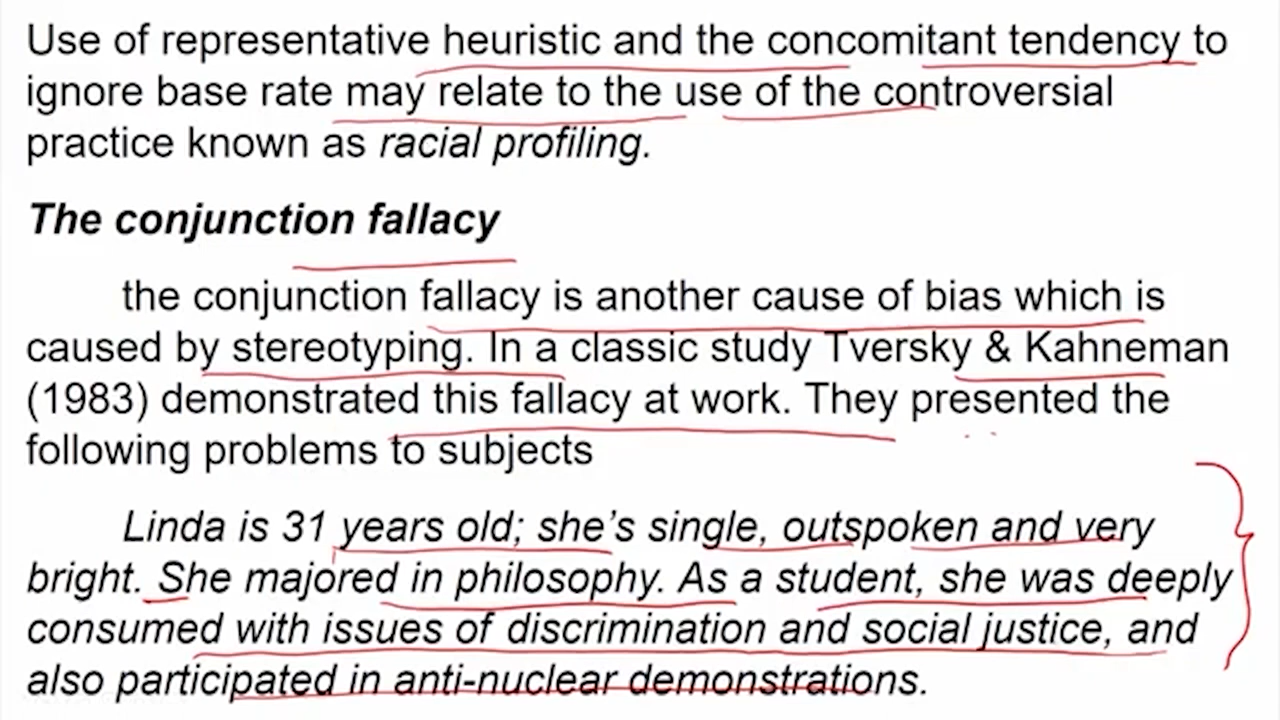 Use of representative heuristic and the concomitant tendency to
ignore base rate may relate to the use of the controversial
practice known as racial profiling.
The conjunction fallacy
the conjunction fallacy is another cause of bias which is
caused by stereotyping. In a classic study Tversky & Kahneman
(1983) demonstrated this fallacy at work. They presented the
following problems to subjects
Linda is 31 years old; she's single, outspoken and very
bright. She majored in philosophy. As a student, she was deeply
consumed with issues of discrimination and social justice, and
also participated in anti-nuclear demonstrations.